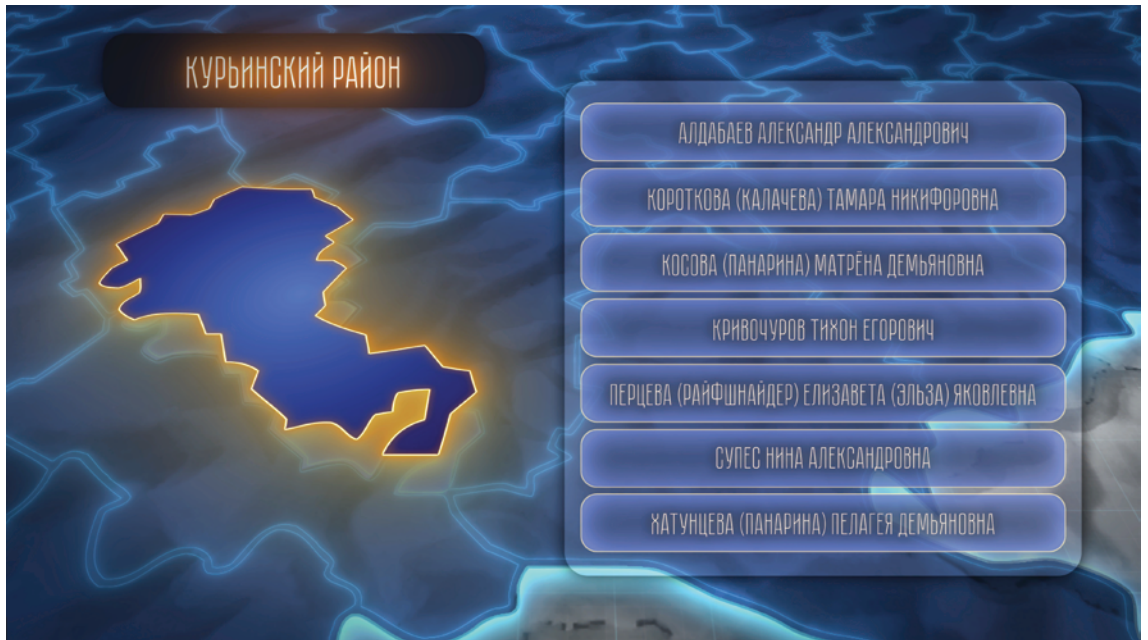 КУРЬИНСКИЙ РАЙОН
АЛДАБАЕВ АЛЕКСАНДР АЛЕКСАНДРОВИЧ
КОРОТКОВА (КАЛАЧЕВА) ТАМАРА НИКИФОРОВНА
КОСОВА (ПАНАРИНА) МАТРЁНА ДЕМЬЯНОВНА
КРИВОЧУРОВ ТИХОН ЕГОРОВИЧ
ПЕРЦЕВА (РАЙФШНАЙДЕР) ЕЛИЗАВЕТА (ЭЛЬЗА) ЯКОВЛЕВНА
СУПЕС НИНА АЛЕКСАНДРОВНА
ХАТУНЦЕВА (ПАНАРИНА) ПЕЛАГЕЯ ДЕМЬЯНОВНА